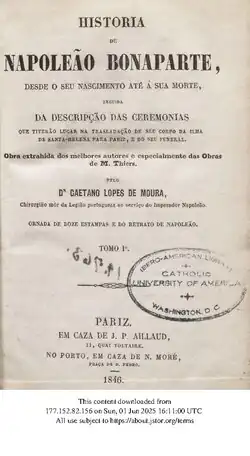 HISTORIA
DE
NAPOLEÃO BONAPARTE,
DESDE O SEU NASCIMENTO ATÉ Á SUA MORTE,
SEGUIDA
DA DESCRIPÇÃO DAS CEREMONIAS
QUE TIVERÃO LUGAR NA TRASLADAÇÃO DE SEU CORPO DA ILHA
DE SANTA-HELENA PARA PARIZ, E DO SEU FUNERAL.
Obra extrahida dos melhores autores e especialmente das Obras
de M. Thiers.
PELO
Dr CAETANO LOPES DE MOURA,
Chirurgião mór da Legião portugueza ao serviço do Imperador Napoleão.
ORNADA DE DOZE ESTAMPAS E DO RETRATO DE NAPOLEÃO.
TOMO Iº.
IBERO-AMERICAN LIBRARY
CATHOLIC
UNIVERSITY OF AMERICA
WASHINGTON, D.C.
PARIZ.
EM CAZA DE J. P. AILLAUD,
11, QUAI VOLTAIRE.
NO PORTO, EM CAZA DE N. MORÉ,
PRAÇA DE D. PEDRO.
1846.
This content downloaded from
177.152.82.156 on Sun, 01 Jun 2025 16:11:00 UTC
All use subject to https://about.jstor.org/terms